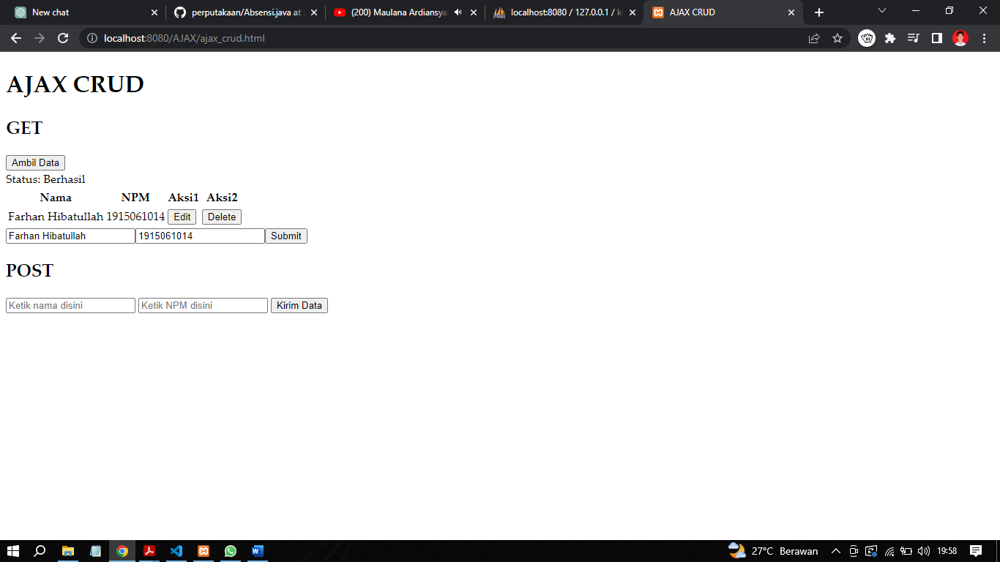 New chat
perputakaan/Absensi.java at
(200) Maulana Ardiansya
localhost:8080 / 127.0.0.1 / k
AJAX CRUD
localhost:8080/AJAX/ajax_crud.html
AJAX CRUD
GET
Ambil Data
Status: Berhasil
Nama NPM Aksi1 Aksi2
Farhan Hibatullah 1915061014 Edit Delete
Farhan Hibatullah 1915061014 Submit
POST
Ketik nama disini Ketik NPM disini Kirim Data
27°C Berawan 19:58